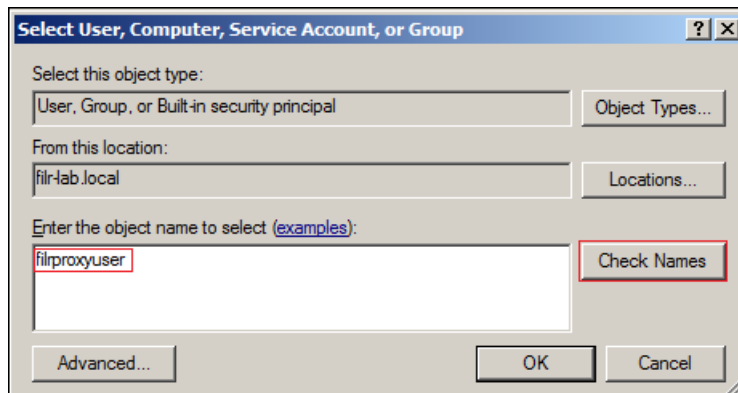 Select User, Computer, Service Account, or Group
Select this object type:
User, Group, or Built-in security principal
Object Types...
From this location:
filr-lab.local
Locations...
Enter the object name to select (examples):
filrproxyuser
Check Names
Advanced...
OK
Cancel